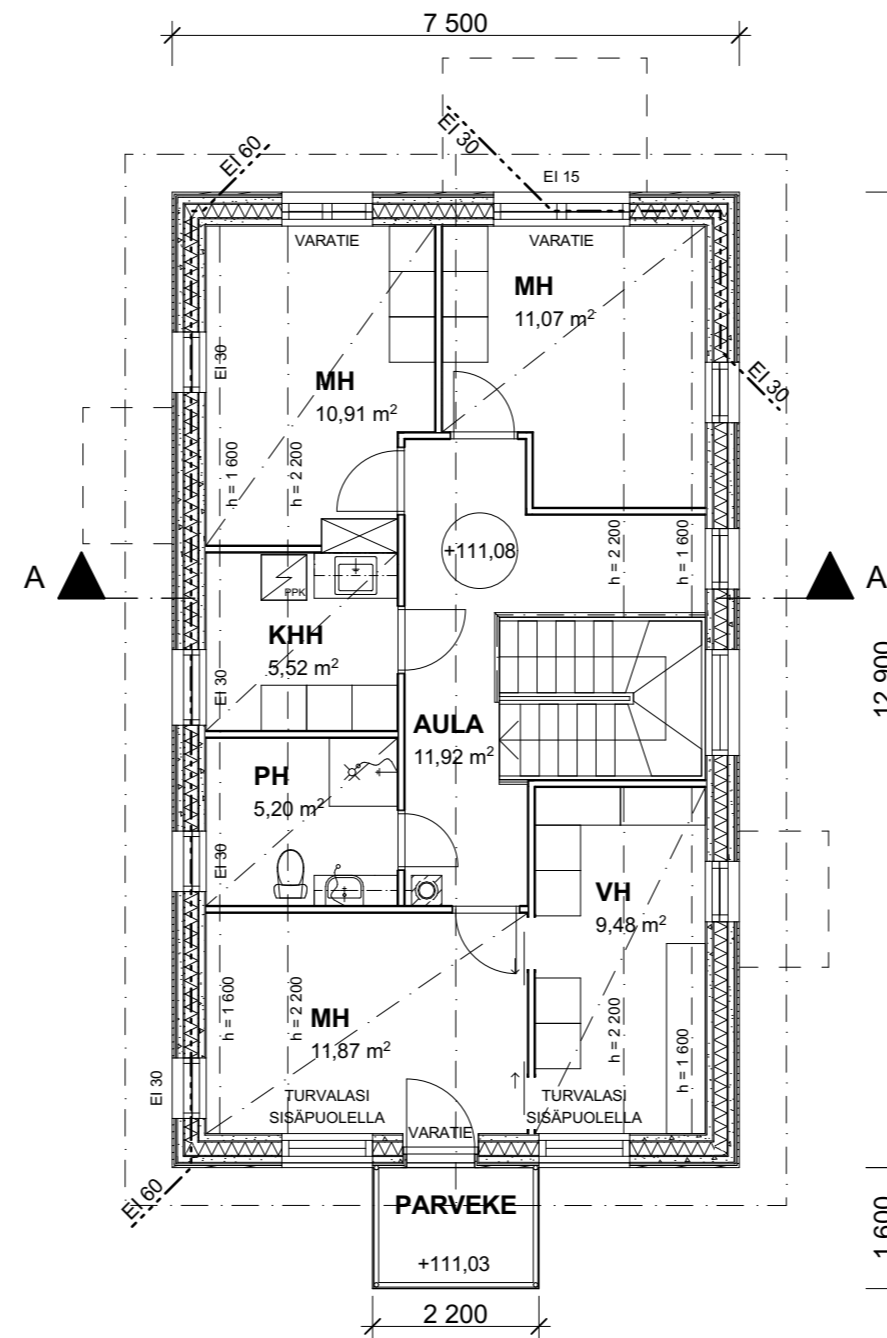 7 500
EI 60
EI 30
EI 15
VARATIE
VARATIE
MH
11,07 m²
EI 30
MH
10,91 m²
EI 30
h = 1 600
h = 2 200
A
+111,08
h = 2 200
h = 1 600
A
PPK
KHH
5,52 m²
EI 30
12 900
AULA
11,92 m²
PH
5,20 m²
EI 30
VH
9,48 m²
MH
11,87 m²
h = 1 600
h = 2 200
h = 2 200
h = 1 600
EI 30
TURVALASI
SISÄPUOLELLA
VARATIE
TURVALASI
SISÄPUOLELLA
EI 60
PARVEKE
+111,03
1 600
2 200